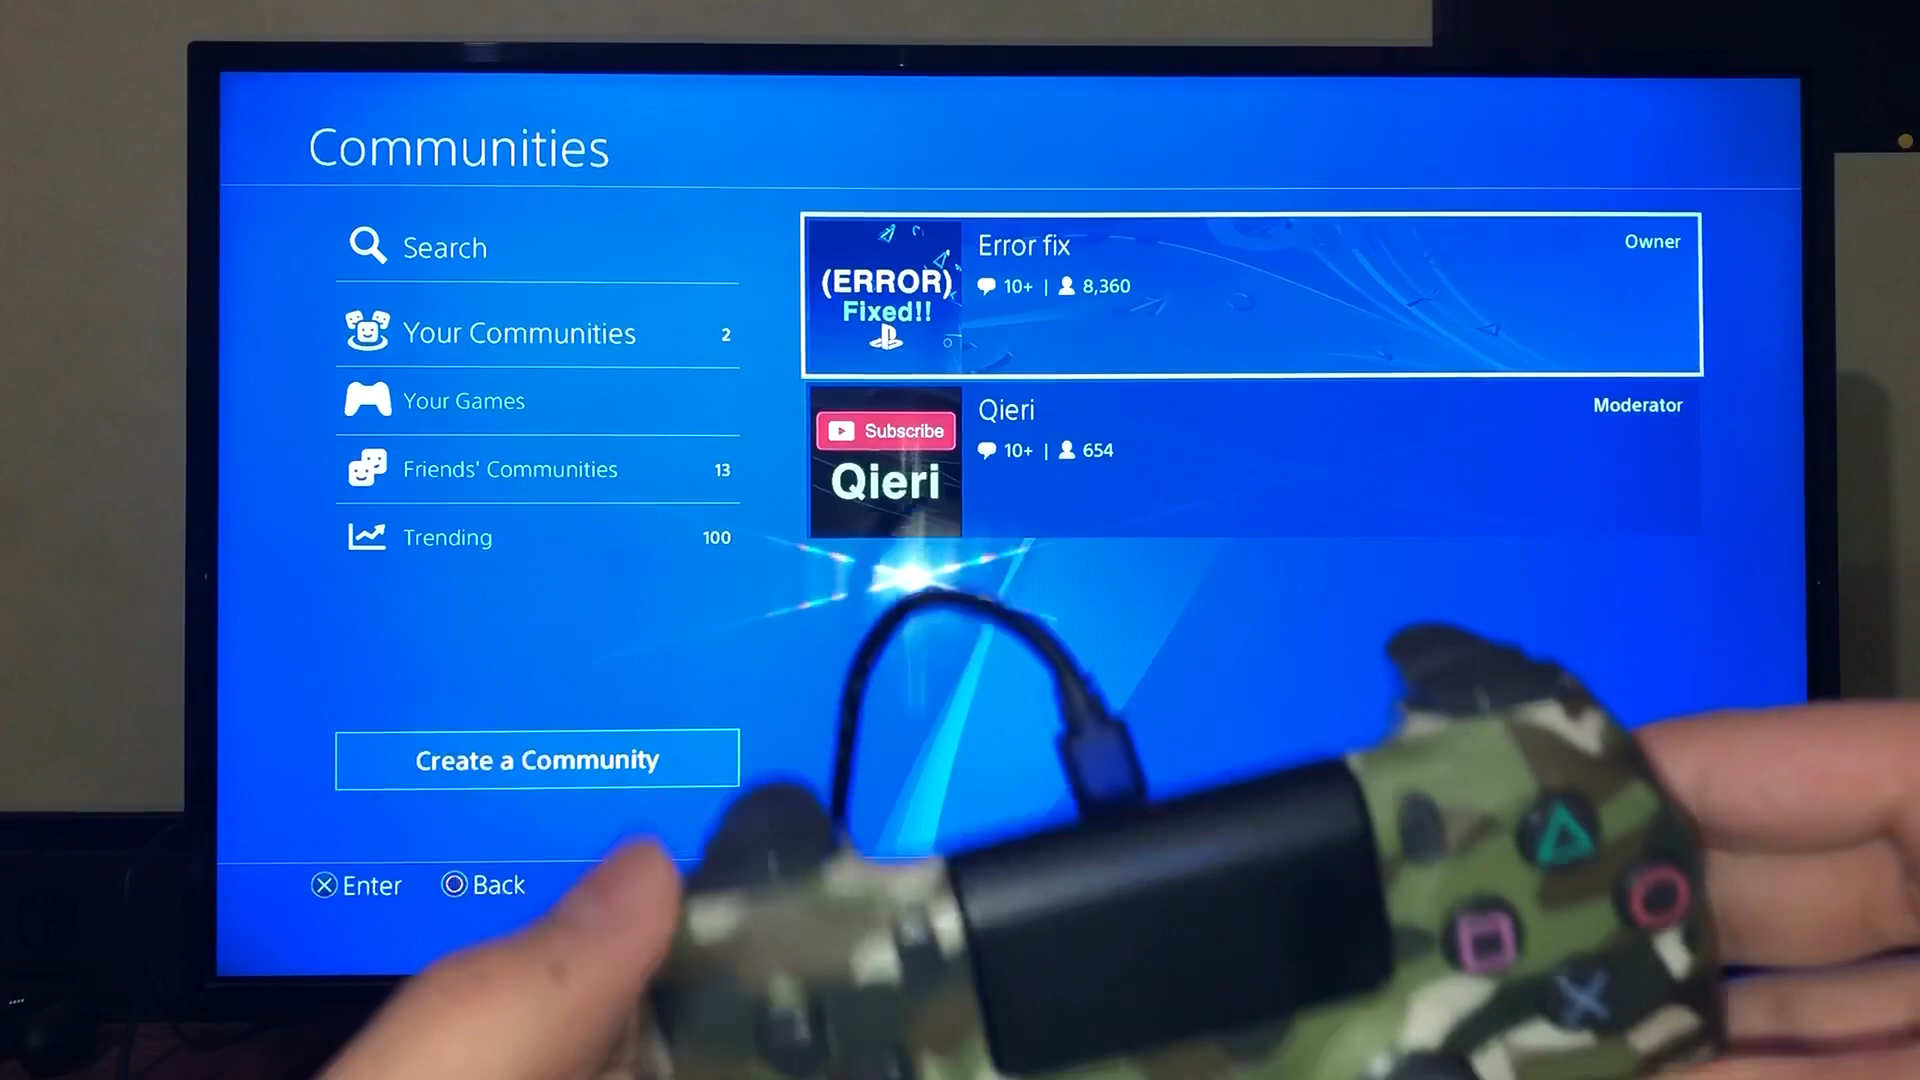 Communities
Search
Your Communities 2
Your Games
Friends' Communities 13
Trending 100
Create a Community
(ERROR)
Fixed!!
Error fix
Owner
10+ | 8,360
Subscribe
Qieri
Qieri
Moderator
10+ | 654
Enter Back